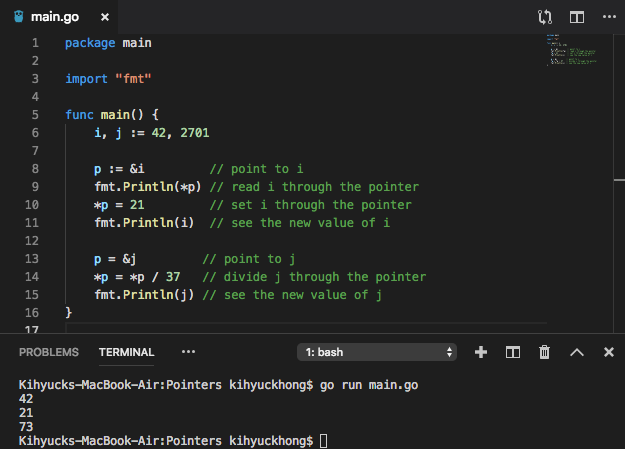 main.go ×
1 package main
2
3 import "fmt"
4
5 func main() {
6     i, j := 42, 2701
7
8     p := &i         // point to i
9     fmt.Println(*p) // read i through the pointer
10     *p = 21         // set i through the pointer
11     fmt.Println(i)  // see the new value of i
12
13     p = &j         // point to j
14     *p = *p / 37   // divide j through the pointer
15     fmt.Println(j) // see the new value of j
16 }
17
PROBLEMS TERMINAL ••• 1: bash
Kihyucks-MacBook-Air:Pointers kihyuckhong$ go run main.go
42
21
73
Kihyucks-MacBook-Air:Pointers kihyuckhong$